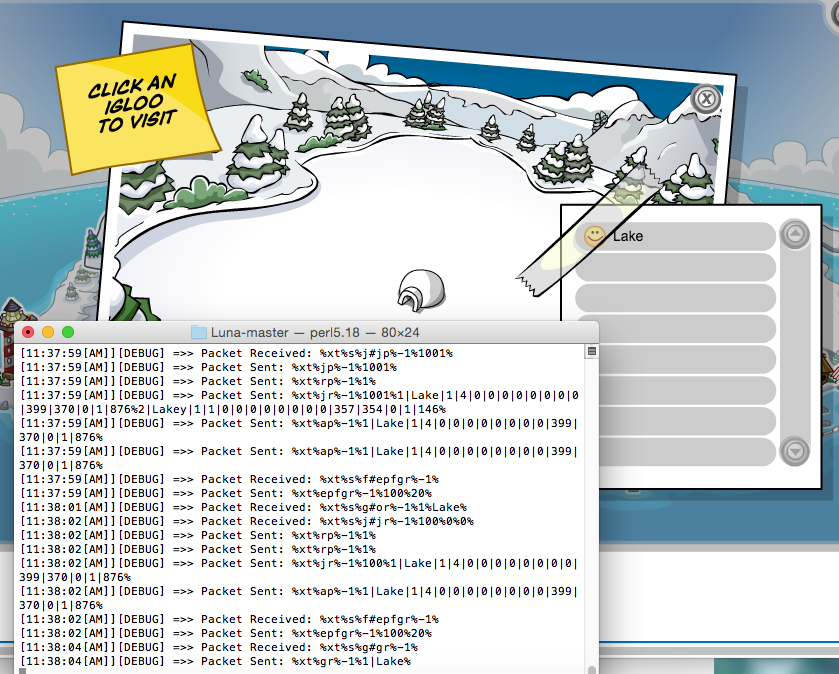 CLICK AN
IGLOO
TO VISIT
Lake
Luna-master — perl5.18 — 80×24
[11:37:59[AM]][DEBUG] =>> Packet Received: %xt%s%j#jp%-1%1001%
[11:37:59[AM]][DEBUG] =>> Packet Sent: %xt%jp%-1%1001%
[11:37:59[AM]][DEBUG] =>> Packet Sent: %xt%rp%-1%1%
[11:37:59[AM]][DEBUG] =>> Packet Sent: %xt%jr%-1%1001%1|Lake|1|4|0|0|0|0|0|0|0|0
|399|370|0|1|876%2|Lakey|1|1|0|0|0|0|0|0|0|0|357|354|0|1|146%
[11:37:59[AM]][DEBUG] =>> Packet Sent: %xt%ap%-1%1|Lake|1|4|0|0|0|0|0|0|0|0|399|
370|0|1|876%
[11:37:59[AM]][DEBUG] =>> Packet Sent: %xt%ap%-1%1|Lake|1|4|0|0|0|0|0|0|0|0|399|
370|0|1|876%
[11:37:59[AM]][DEBUG] =>> Packet Received: %xt%s%f#epfgr%-1%
[11:37:59[AM]][DEBUG] =>> Packet Sent: %xt%epfgr%-1%100%20%
[11:38:01[AM]][DEBUG] =>> Packet Received: %xt%s%g#or%-1%1%Lake%
[11:38:02[AM]][DEBUG] =>> Packet Received: %xt%s%j#jr%-1%100%0%0%
[11:38:02[AM]][DEBUG] =>> Packet Sent: %xt%rp%-1%1%
[11:38:02[AM]][DEBUG] =>> Packet Sent: %xt%rp%-1%1%
[11:38:02[AM]][DEBUG] =>> Packet Sent: %xt%jr%-1%100%1|Lake|1|4|0|0|0|0|0|0|0|0|
399|370|0|1|876%
[11:38:02[AM]][DEBUG] =>> Packet Sent: %xt%ap%-1%1|Lake|1|4|0|0|0|0|0|0|0|0|399|
370|0|1|876%
[11:38:02[AM]][DEBUG] =>> Packet Received: %xt%s%f#epfgr%-1%
[11:38:02[AM]][DEBUG] =>> Packet Sent: %xt%epfgr%-1%100%20%
[11:38:04[AM]][DEBUG] =>> Packet Received: %xt%s%g#gr%-1%
[11:38:04[AM]][DEBUG] =>> Packet Sent: %xt%gr%-1%1|Lake%